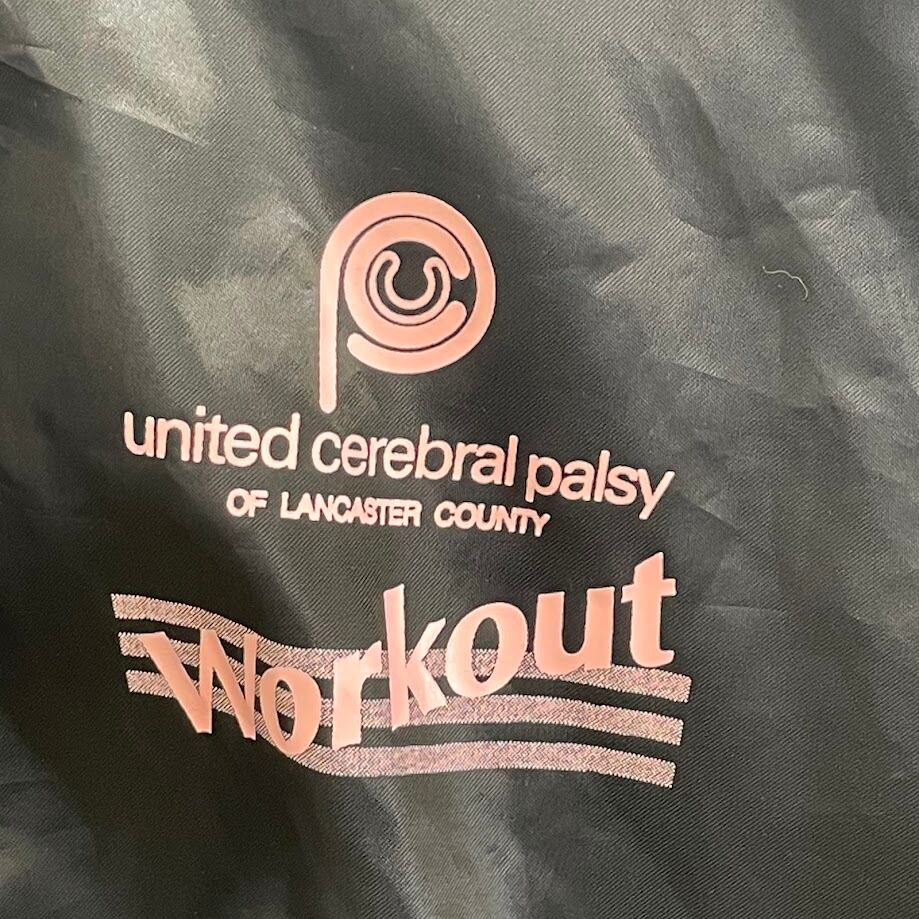 united cerebral palsy
OF LANCASTER COUNTY
Workout